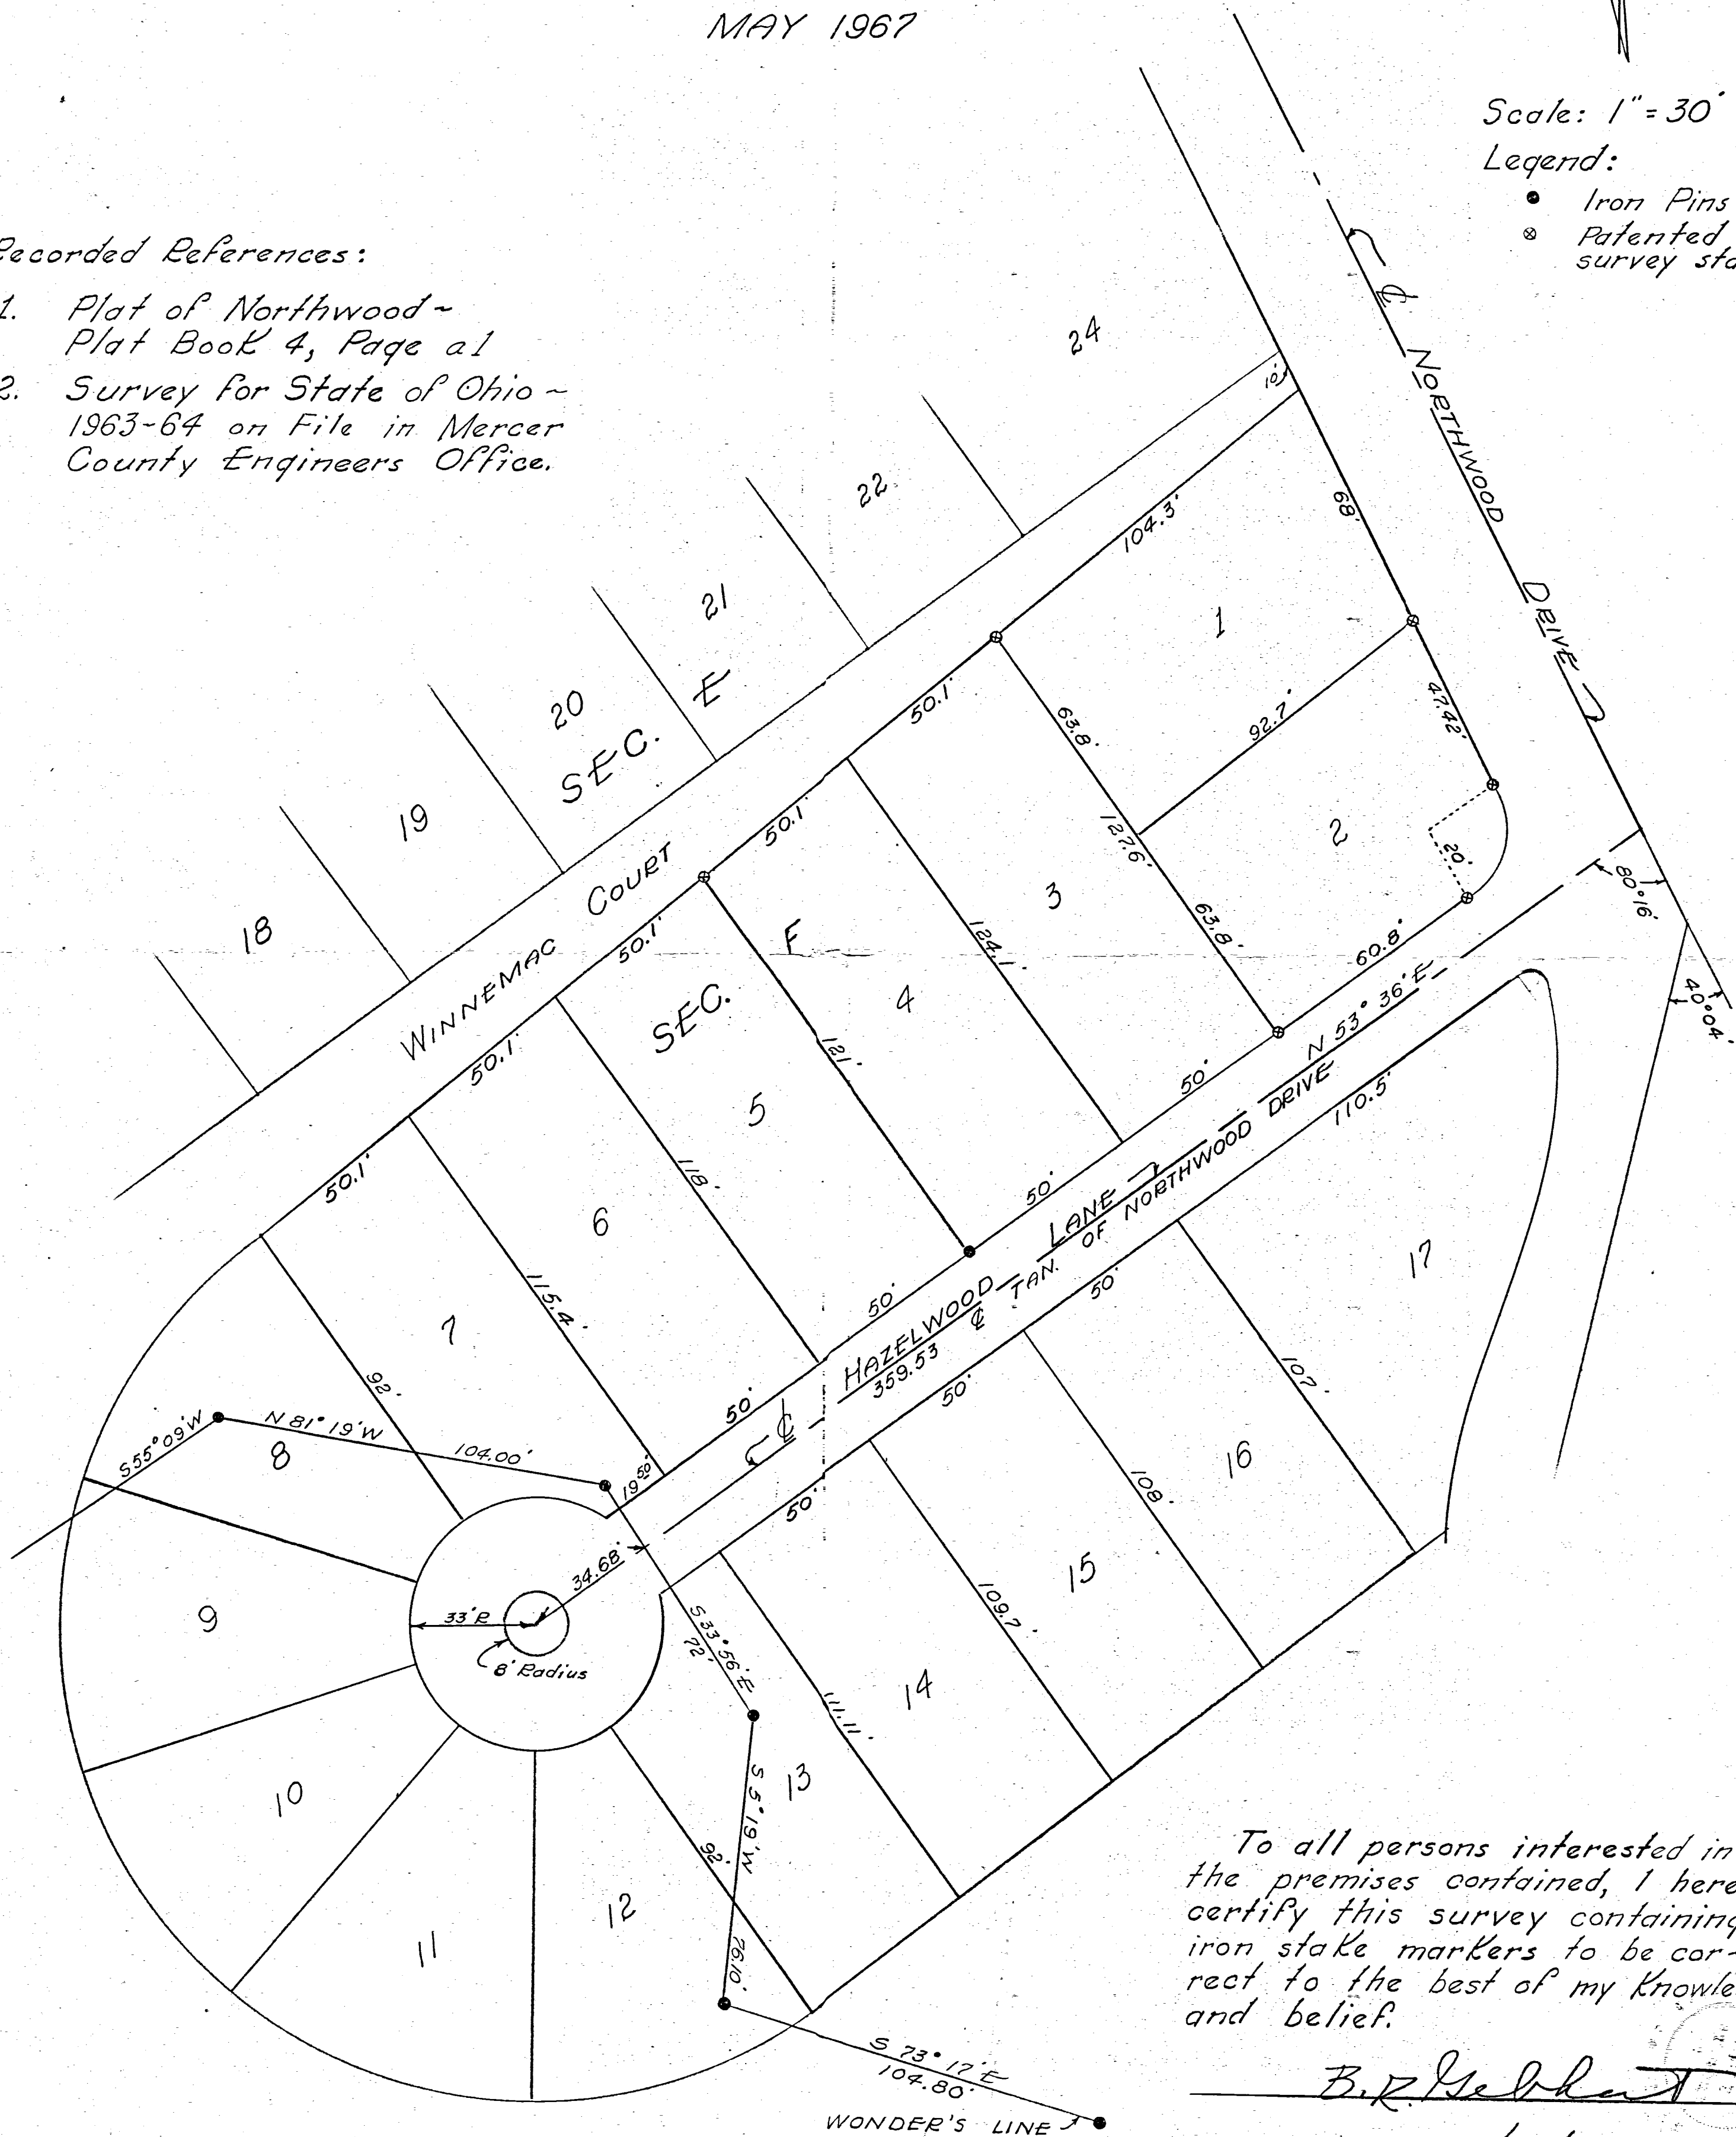 MAY 1967
Scale: 1" = 30'
Legend:
Iron Pins
Patented
survey sta
Recorded References:
1. Plat of Northwood ~
Plat Book 4, Page a1
2. Survey for State of Ohio ~
1963-64 on File in Mercer
County Engineers Office.
℄
NORTHWOOD DRIVE
24
22
21
20
19
18
SEC. E
10'
68'
104.3'
1
50.1'
63.8'
92.7'
47.42'
127.6'
2
20'
63.8'
60.8'
80°16'
40°04'
WINNEMAC COURT
50.1'
50.1'
50.1'
50.1'
SEC. F
3
4
5
6
7
124.1'
121'
118'
115.4'
92'
50'
50'
50'
50'
19.50'
N 53° 36' E
HAZELWOOD LANE
359.53 ℄ TAN. OF NORTHWOOD DRIVE
℄
110.5'
50'
50'
50'
17
107'
16
108'
15
109.7'
14
111.11'
13
92'
S 55° 09' W
N 81° 19' W
104.00'
8
9
34.68'
33' R
8' Radius
S 33° 56' E
72'
S 5° 19' W
76.10'
10
11
12
S 73° 17' E
104.80'
WONDER'S LINE
To all persons interested in
the premises contained, I here
certify this survey containing
iron stake markers to be cor-
rect to the best of my Knowle
and belief.
B.R. Gebhart